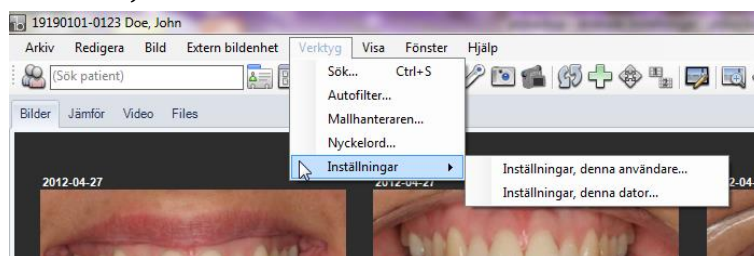 19190101-0123 Doe, John
Arkiv Redigera Bild Extern bildenhet Verktyg Visa Fönster Hjälp
(Sök patient)
Sök... Ctrl+S
Autofilter...
Mallhanteraren...
Nyckelord...
Inställningar
Inställningar, denna användare...
Inställningar, denna dator...
Bilder Jämför Video Files
2012-04-27
2012-04-27